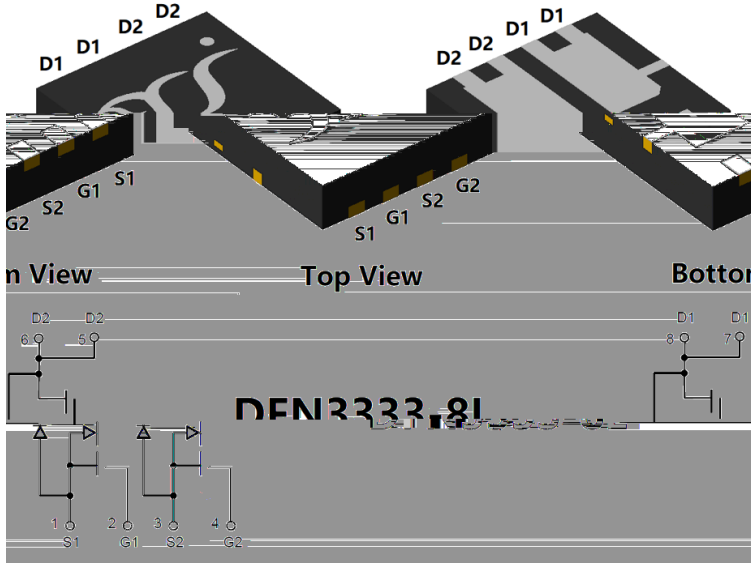 D1 D1 D2 D2
D2 D2 D1 D1
G2 S2 G1 S1
S1 G1 S2 G2
View
Top View
D2 D2
6 5
D1 D1
8 7
1 2 3 4
S1 G1 S2 G2